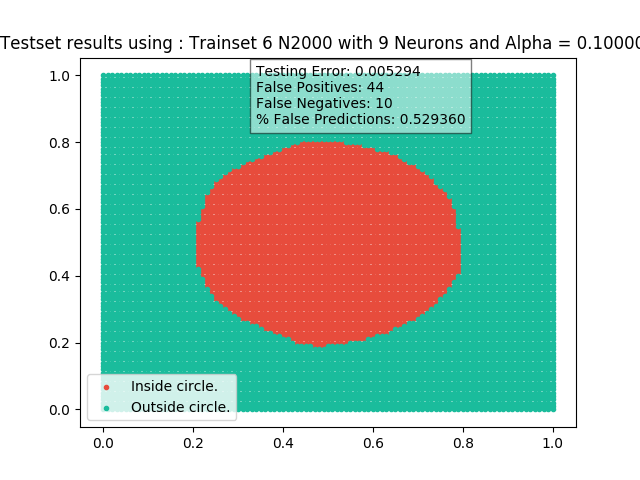 Testset results using : Trainset 6 N2000 with 9 Neurons and Alpha = 0.10000
Testing Error: 0.005294
False Positives: 44
False Negatives: 10
% False Predictions: 0.529360
1.0
0.8
0.6
0.4
0.2
0.0
Inside circle.
Outside circle.
0.0 0.2 0.4 0.6 0.8 1.0